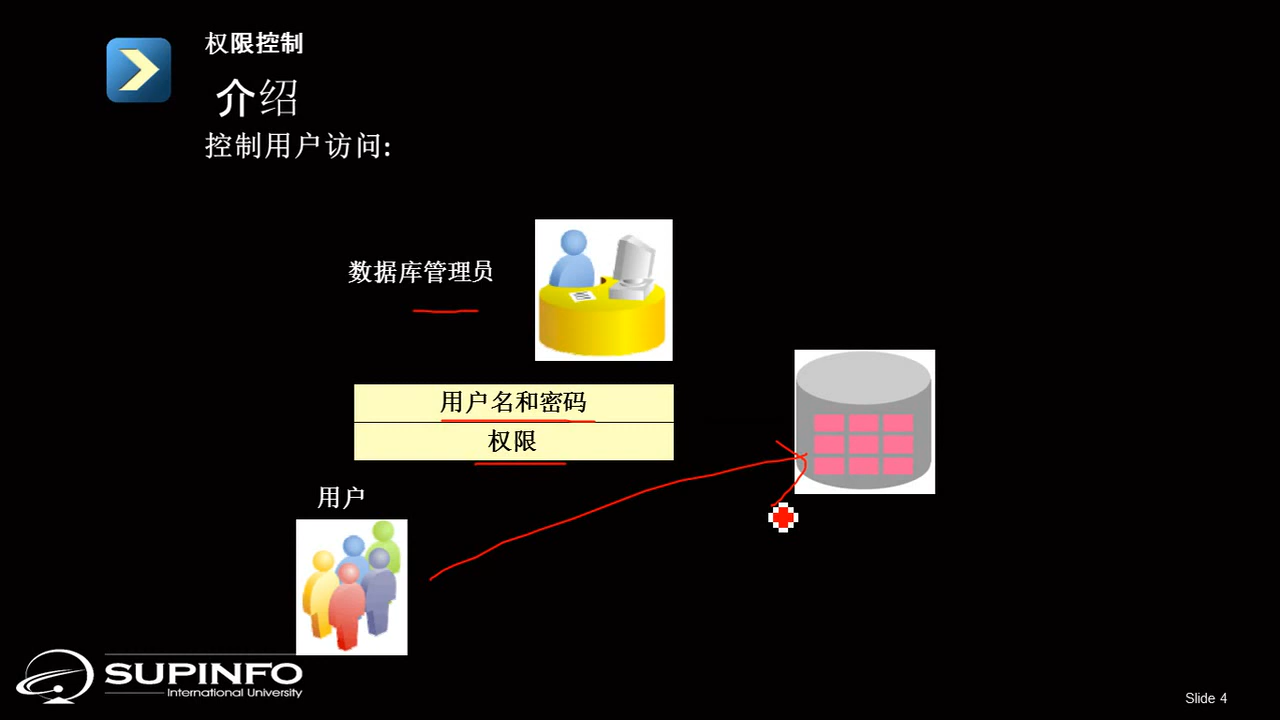 权限控制
介绍
控制用户访问:
数据库管理员
用户名和密码
权限
用户
SUPINFO
International University
Slide 4